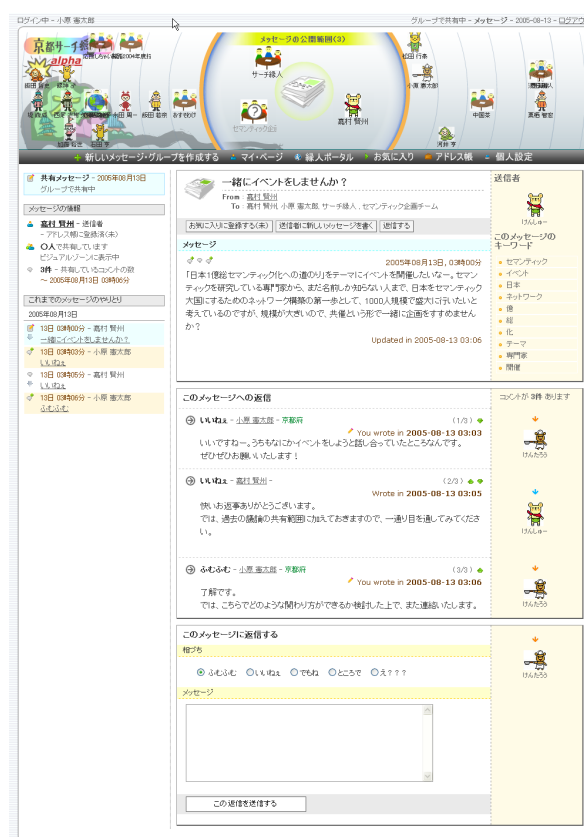 ログイン中 - 小原 憲太郎
グループで共有中 - メッセージ - 2005-08-13 - ログアウ
京都サーチ
alpha
メッセージの公開範囲(3)
サーチ縁人
松田 行条
小原 憲太郎
セマンティック企画
高村 賢州
中国茶
河井 亨
永田 周一
飯田 若奈
おすそわけ
新しいメッセージ・グループを作成する
マイ・ページ
縁人ポータル
お気に入り
アドレス帳
個人設定
共有メッセージ - 2005年08月13日
グループで共有中
メッセージの情報
高村 賢州 - 送信者
- アドレス帳に登録済(未)
0人で共有しています
ビジュアルゾーンに表示中
3件 - 共有しているコメントの数
~ 2005年08月13日 03時06分
これまでのメッセージのやりとり
2005年08月13日
13日 03時00分 - 高村 賢州
一緒にイベントをしませんか?
13日 03時03分 - 小原 憲太郎
いいねぇ
13日 03時05分 - 高村 賢州
いいねぇ
13日 03時06分 - 小原 憲太郎
ふむふむ
一緒にイベントをしませんか?
From : 高村 賢州
To : 高村 賢州, 小原 憲太郎, サーチ縁人, セマンティック企画チーム
お気に入りに登録する(未)
送信者に新しいメッセージを書く
返信する
メッセージ
2005年08月13日, 03時00分
「日本1億総セマンティック化への道のり」をテーマにイベントを開催したいなー。セマン
ティックを研究している専門家から、まだ名前しか知らない人まで、日本をセマンティック
大国にするためのネットワーク構築の第一歩として、1000人規模で盛大に行いたいと
考えているのですが、規模が大きいので、共催という形で一緒に企画をすすめません
か?
Updated in 2005-08-13 03:06
送信者
けんしゅー
このメッセージの
キーワード
セマンティック
イベント
日本
ネットワーク
億
総
化
テーマ
専門家
開催
このメッセージへの返信
コメントが 3件 あります
いいねぇ - 小原 憲太郎 - 京都府
(1/3)
You wrote in 2005-08-13 03:03
いいですねー。うちもなにかイベントをしようと話し合っていたところなんです。
ぜひぜひお願いいたします!
けんたろう
いいねぇ - 高村 賢州 -
(2/3)
Wrote in 2005-08-13 03:05
快いお返事ありがとうございます。
では、過去の議論の共有範囲に加えておきますので、一通り目を通してみてくださ
い。
けんしゅー
ふむふむ - 小原 憲太郎 - 京都府
(3/3)
You wrote in 2005-08-13 03:06
了解です。
では、こちらでどのような関わり方ができるか検討した上で、また連絡いたします。
けんたろう
このメッセージに返信する
相づち
ふむふむ
いいねぇ
でもね
ところで
え???
けんたろう
メッセージ
この返信を送信する